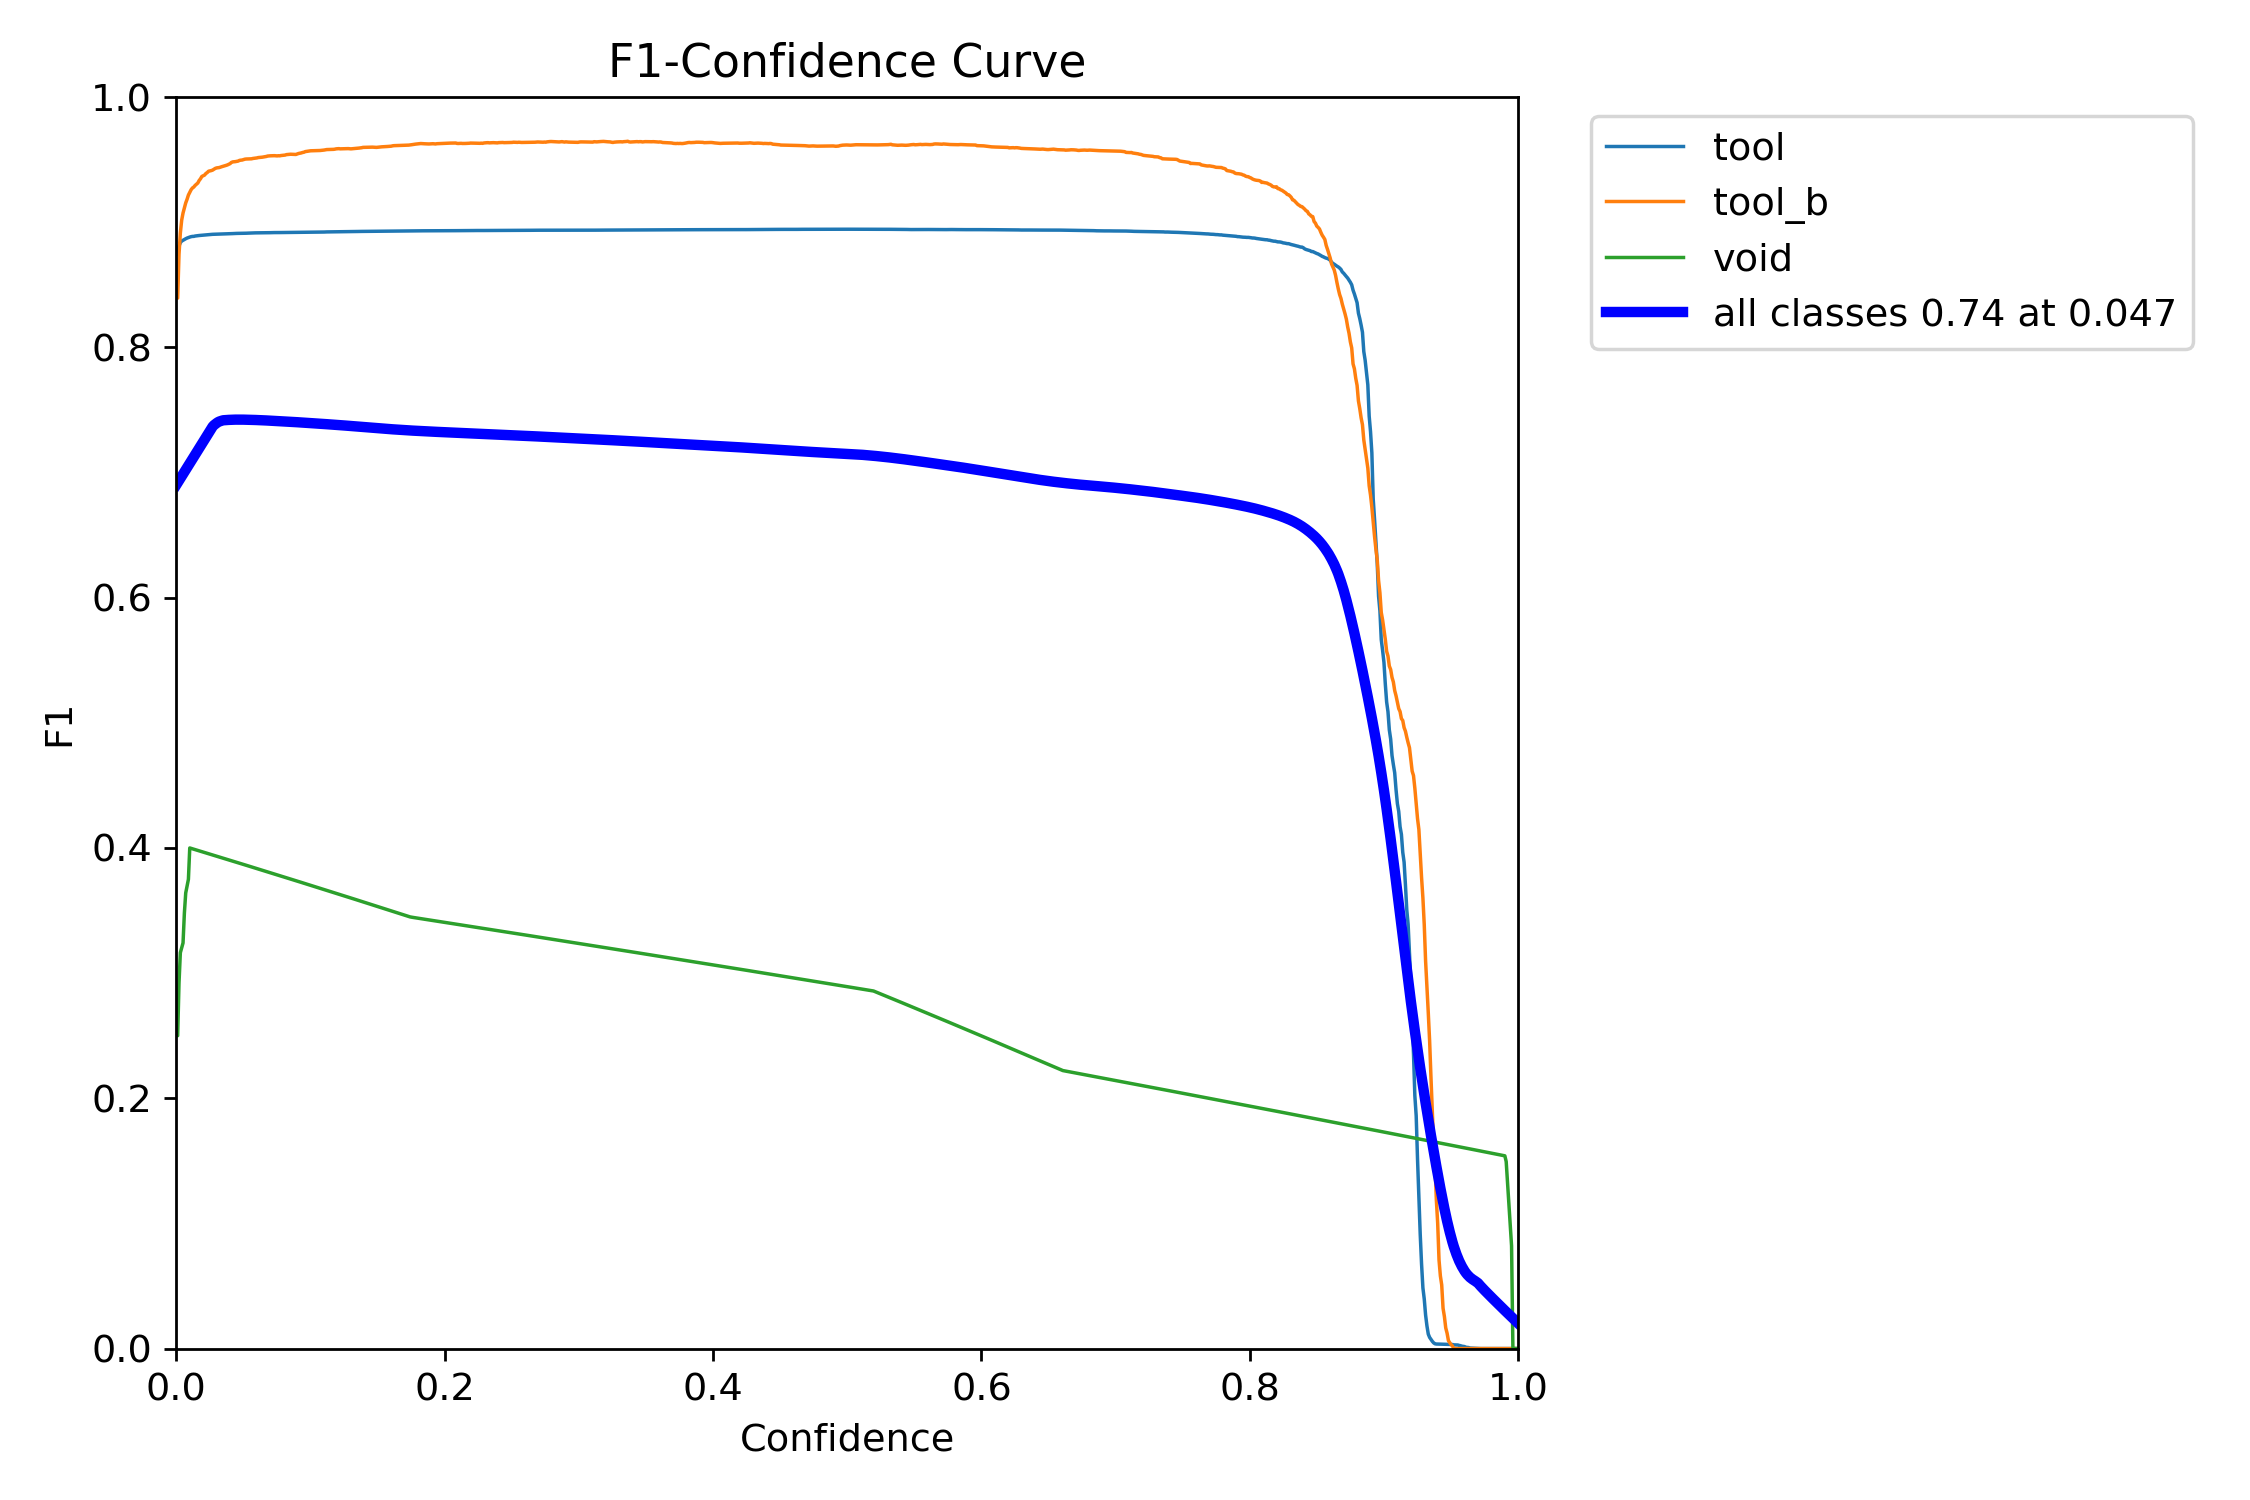 F1-Confidence Curve
1.0
0.8
0.6
0.4
0.2
0.0
F1
0.0 0.2 0.4 0.6 0.8 1.0
Confidence
tool
tool_b
void
all classes 0.74 at 0.047